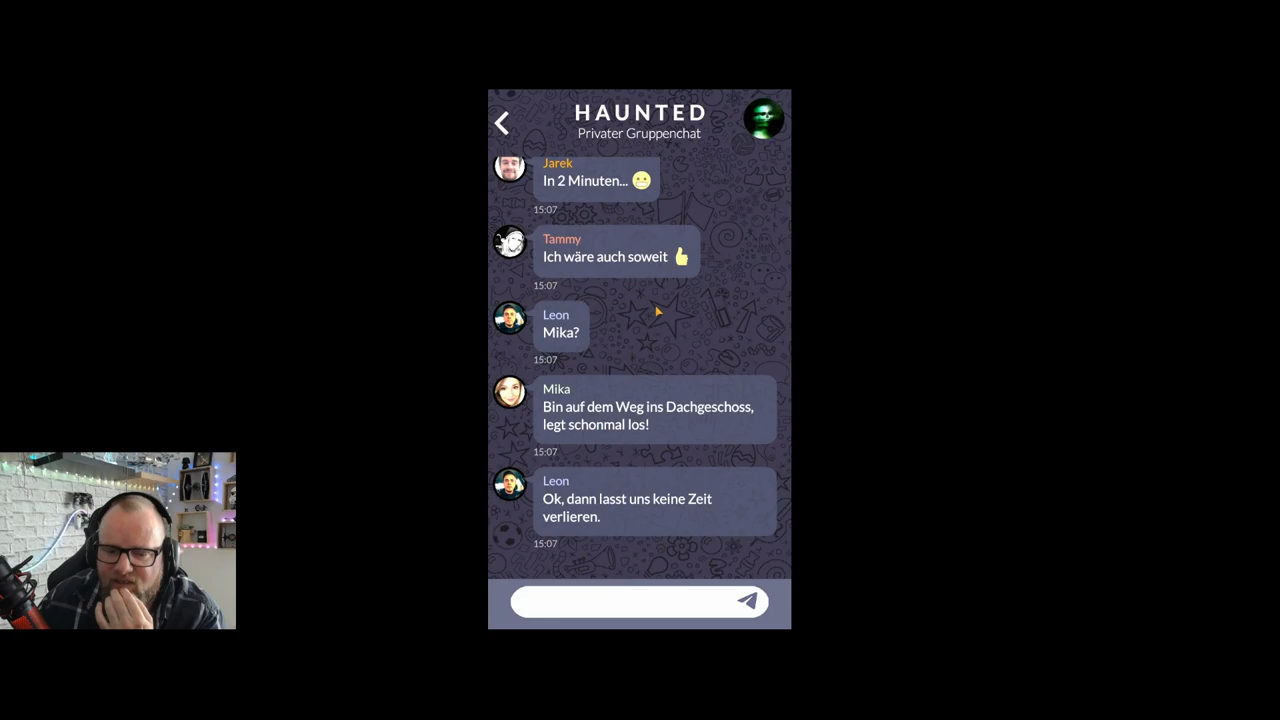 HAUNTED
Privater Gruppenchat
Jarek
In 2 Minuten... 😬
15:07
Tammy
Ich wäre auch soweit 👍
15:07
Leon
Mika?
15:07
Mika
Bin auf dem Weg ins Dachgeschoss,
legt schonmal los!
15:07
Leon
Ok, dann lasst uns keine Zeit
verlieren.
15:07